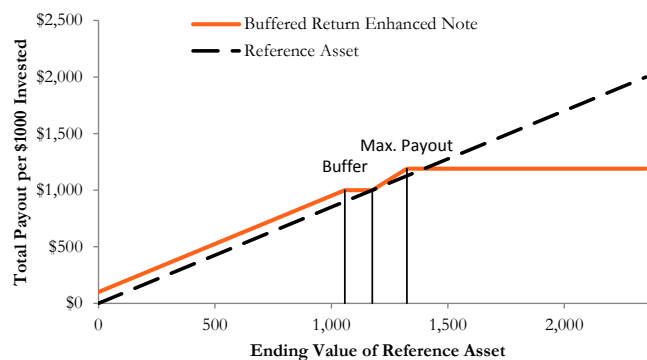 $2,500
Buffered Return Enhanced Note
Reference Asset
$2,000
$1,500
Max. Payout
Buffer
$1,000
$500
$0
0
500
1,000
1,500
2,000
Total Payout per $1000 Invested
Ending Value of Reference Asset